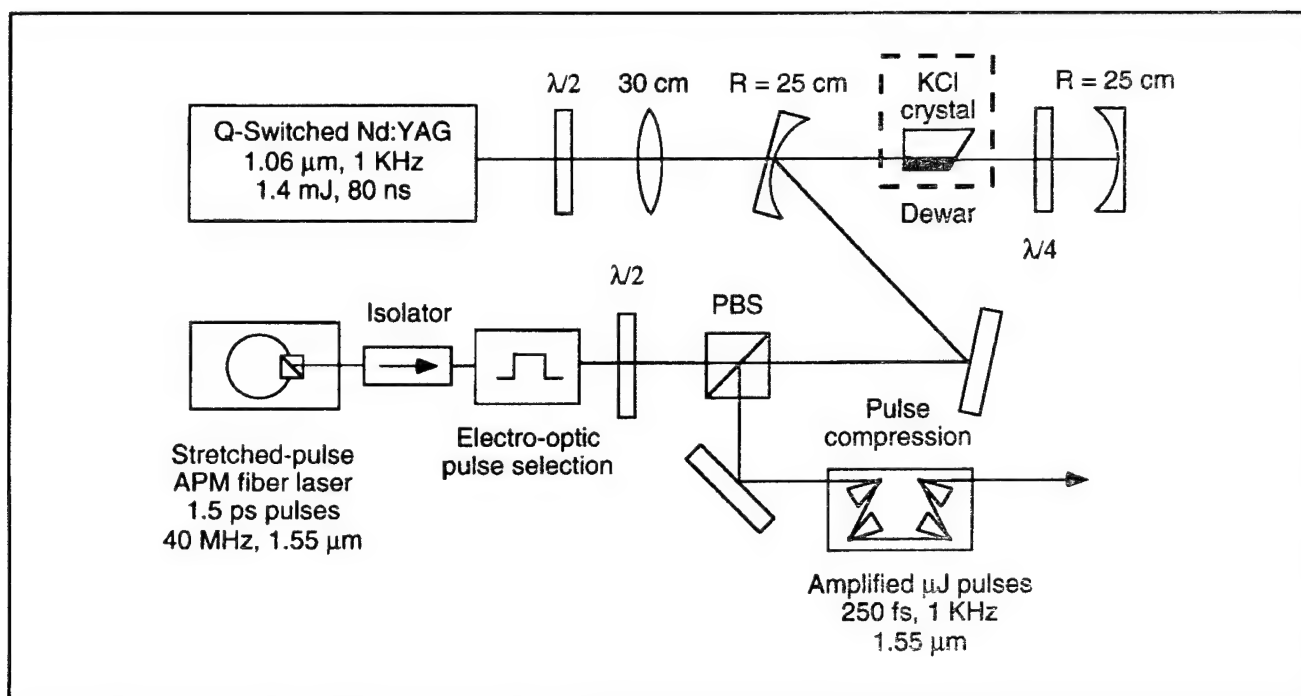 λ/2
30 cm
R = 25 cm
KCl
crystal
R = 25 cm
Q-Switched Nd:YAG
1.06 μm, 1 KHz
1.4 mJ, 80 ns
Dewar
λ/4
λ/2
PBS
Isolator
Pulse
compression
Electro-optic
pulse selection
Stretched-pulse
APM fiber laser
1.5 ps pulses
40 MHz, 1.55 μm
Amplified μJ pulses
250 fs, 1 KHz
1.55 μm